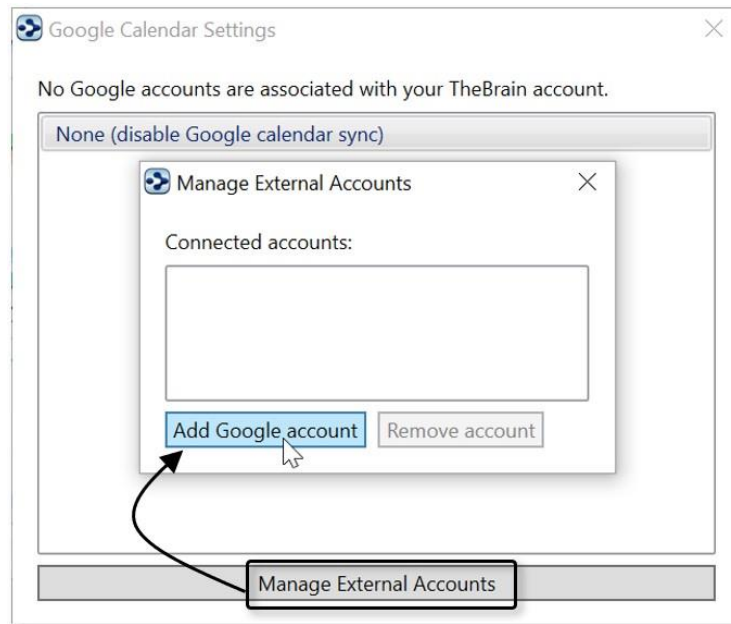 Google Calendar Settings
No Google accounts are associated with your TheBrain account.
None (disable Google calendar sync)
Manage External Accounts
Connected accounts:
Add Google account
Remove account
Manage External Accounts